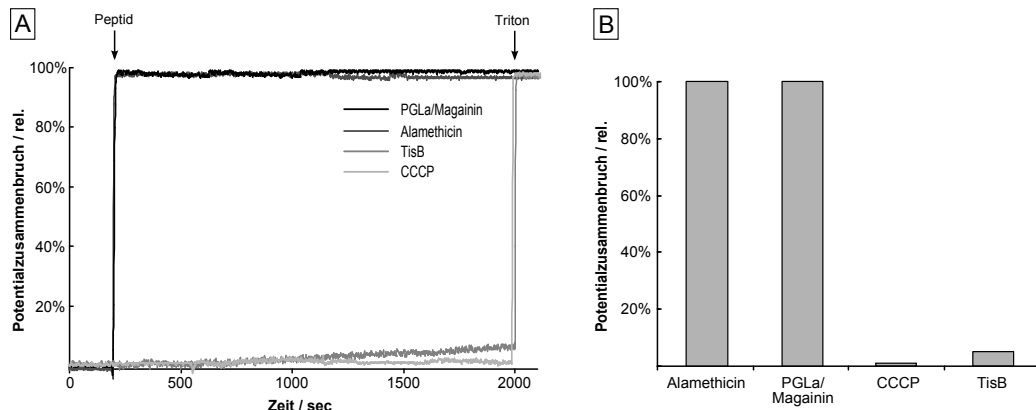 A
Peptid
Triton
Potentialzusammenbruch / rel.
100%
80%
60%
40%
20%
PGLa/Magainin
Alamethicin
TisB
CCCP
0
500
1000
1500
2000
Zeit / sec
B
Potentialzusammenbruch / rel.
100%
80%
60%
40%
20%
Alamethicin
PGLa/
Magainin
CCCP
TisB